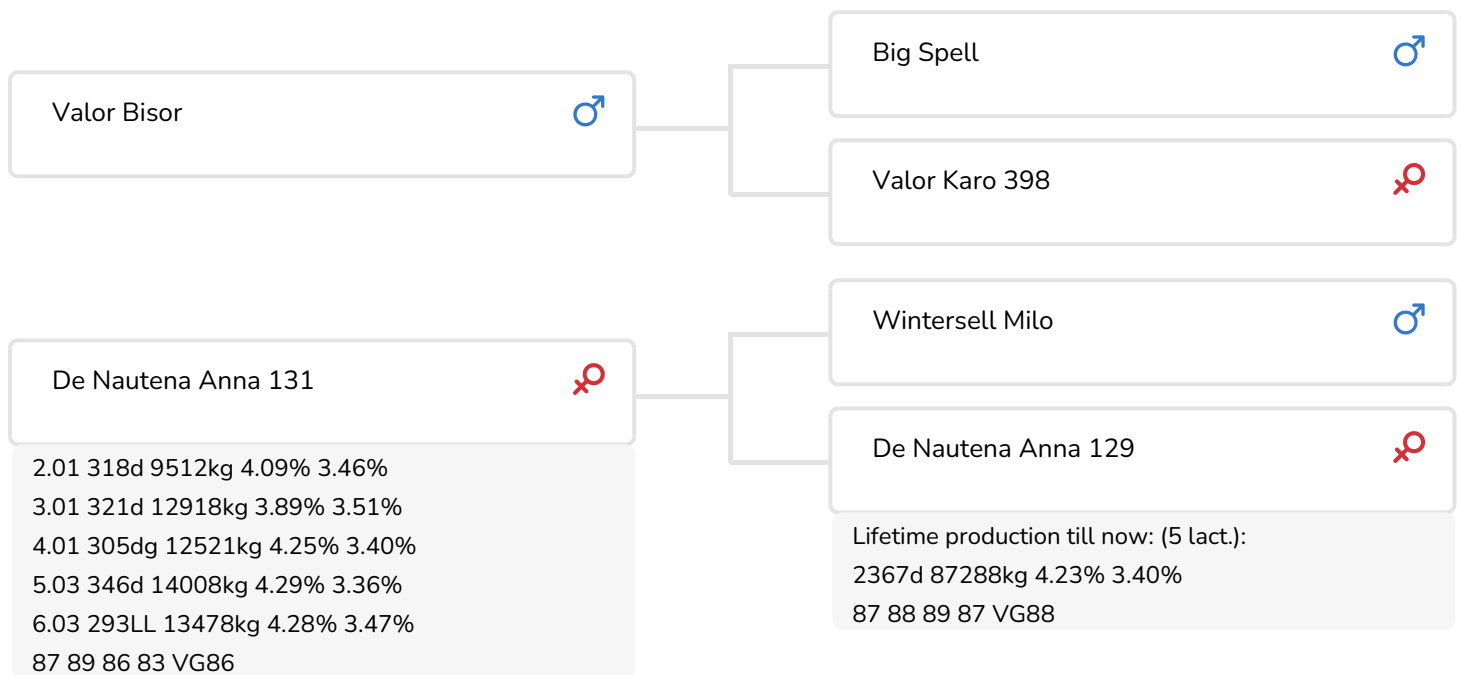 Valor Bisor
Big Spell
Valor Karo 398
De Nautena Anna 131
2.01 318d 9512kg 4.09% 3.46%
3.01 321d 12918kg 3.89% 3.51%
4.01 305dg 12521kg 4.25% 3.40%
5.03 346d 14008kg 4.29% 3.36%
6.03 293LL 13478kg 4.28% 3.47%
87 89 86 83 VG86
Wintersell Milo
De Nautena Anna 129
Lifetime production till now: (5 lact.):
2367d 87288kg 4.23% 3.40%
87 88 89 87 VG88